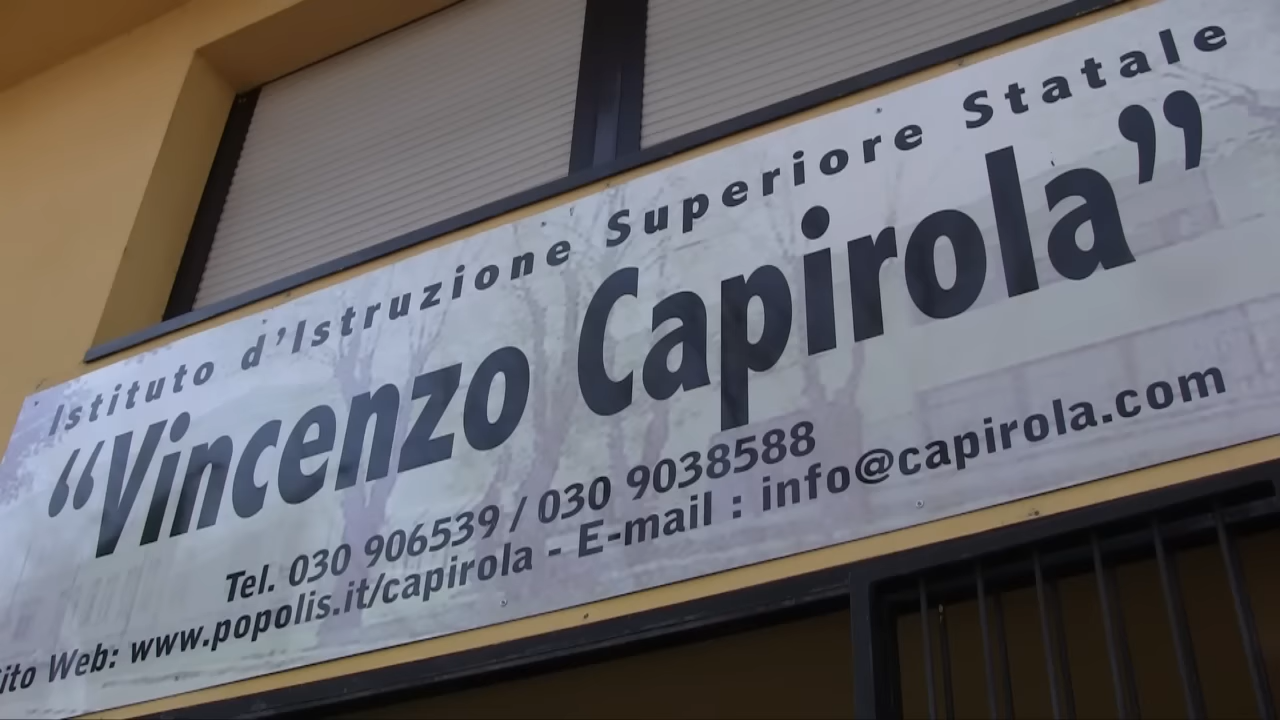 Istituto d'Istruzione Superiore Statale
“Vincenzo Capirola”
Tel. 030 906539 / 030 9038588
ito Web: www.popolis.it/capirola - E-mail : info@capirola.com